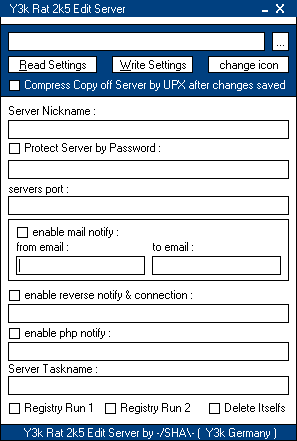 Y3k Rat 2k5 Edit Server
...
Read Settings Write Settings change icon
Compress Copy off Server by UPX after changes saved
Server Nickname :
Protect Server by Password :
servers port :
enable mail notify :
from email : to email :
enable reverse notify & connection :
enable php notify :
Server Taskname :
Registry Run 1 Registry Run 2 Delete Itselfs
Y3k Rat 2k5 Edit Server by -/SHA\- ( Y3k Germany )